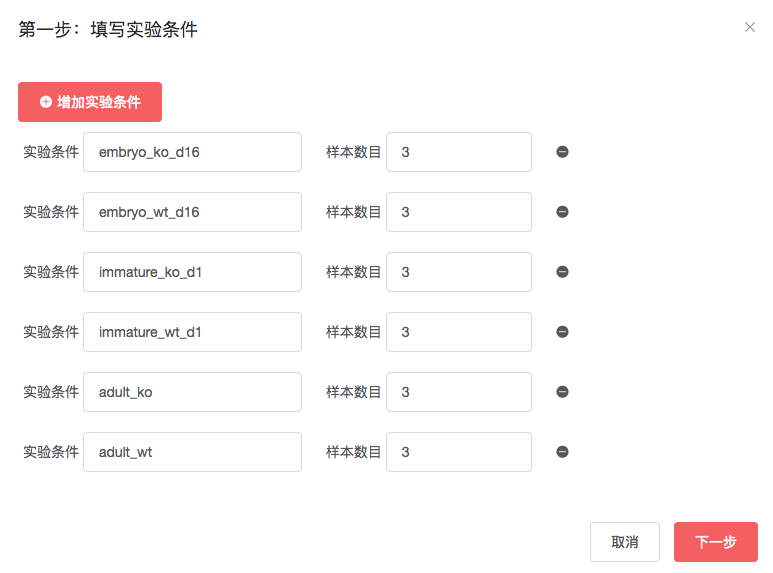 第一步：填写实验条件
增加实验条件
实验条件 embryo_ko_d16 样本数目 3
实验条件 embryo_wt_d16 样本数目 3
实验条件 immature_ko_d1 样本数目 3
实验条件 immature_wt_d1 样本数目 3
实验条件 adult_ko 样本数目 3
实验条件 adult_wt 样本数目 3
取消 下一步